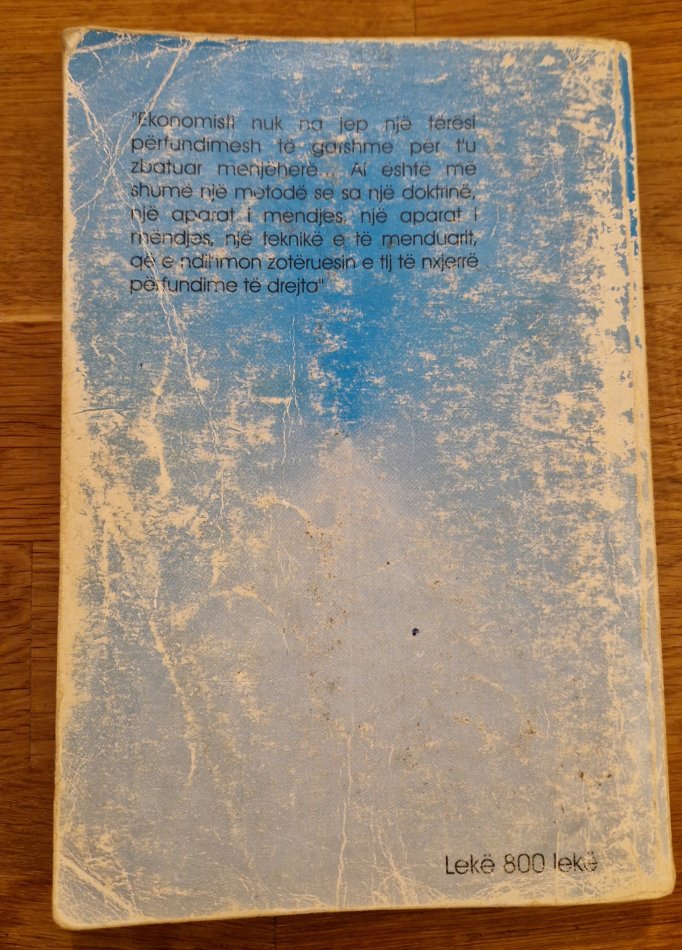 "Ekonomisti nuk na jep një tërësi
përfundimesh të gatshme për t'u
zbatuar menjëherë... Ai është më
shumë një metodë se sa një doktrinë,
një aparat i mendjes, një aparat i
mëndjes, një teknikë e të menduarit,
që e ndihmon zotëruesin e tij të nxjerrë
përfundime të drejta"
Lekë 800 lekë